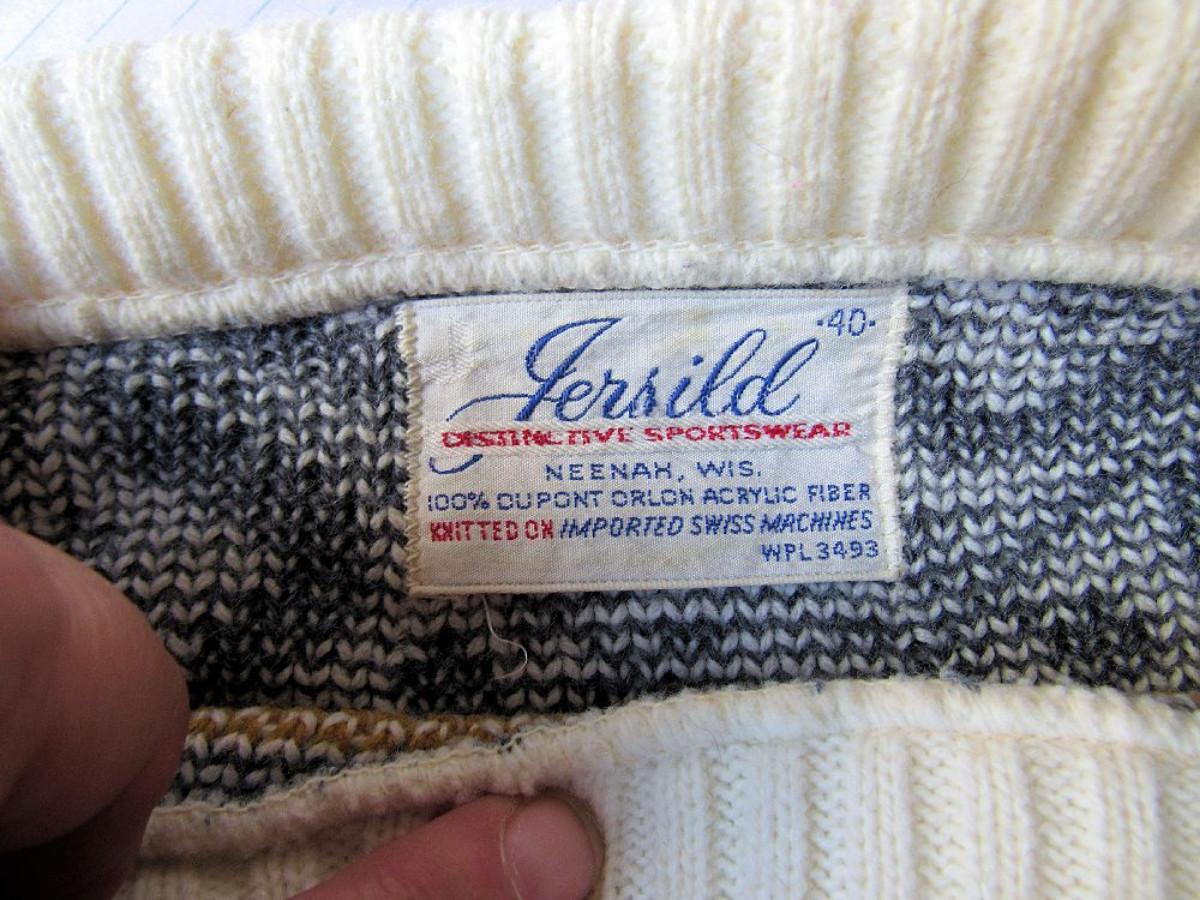 ·40·
Jersild
DISTINCTIVE SPORTSWEAR
NEENAH, WIS.
100% DUPONT ORLON ACRYLIC FIBER
KNITTED ON IMPORTED SWISS MACHINES
WPL 3493